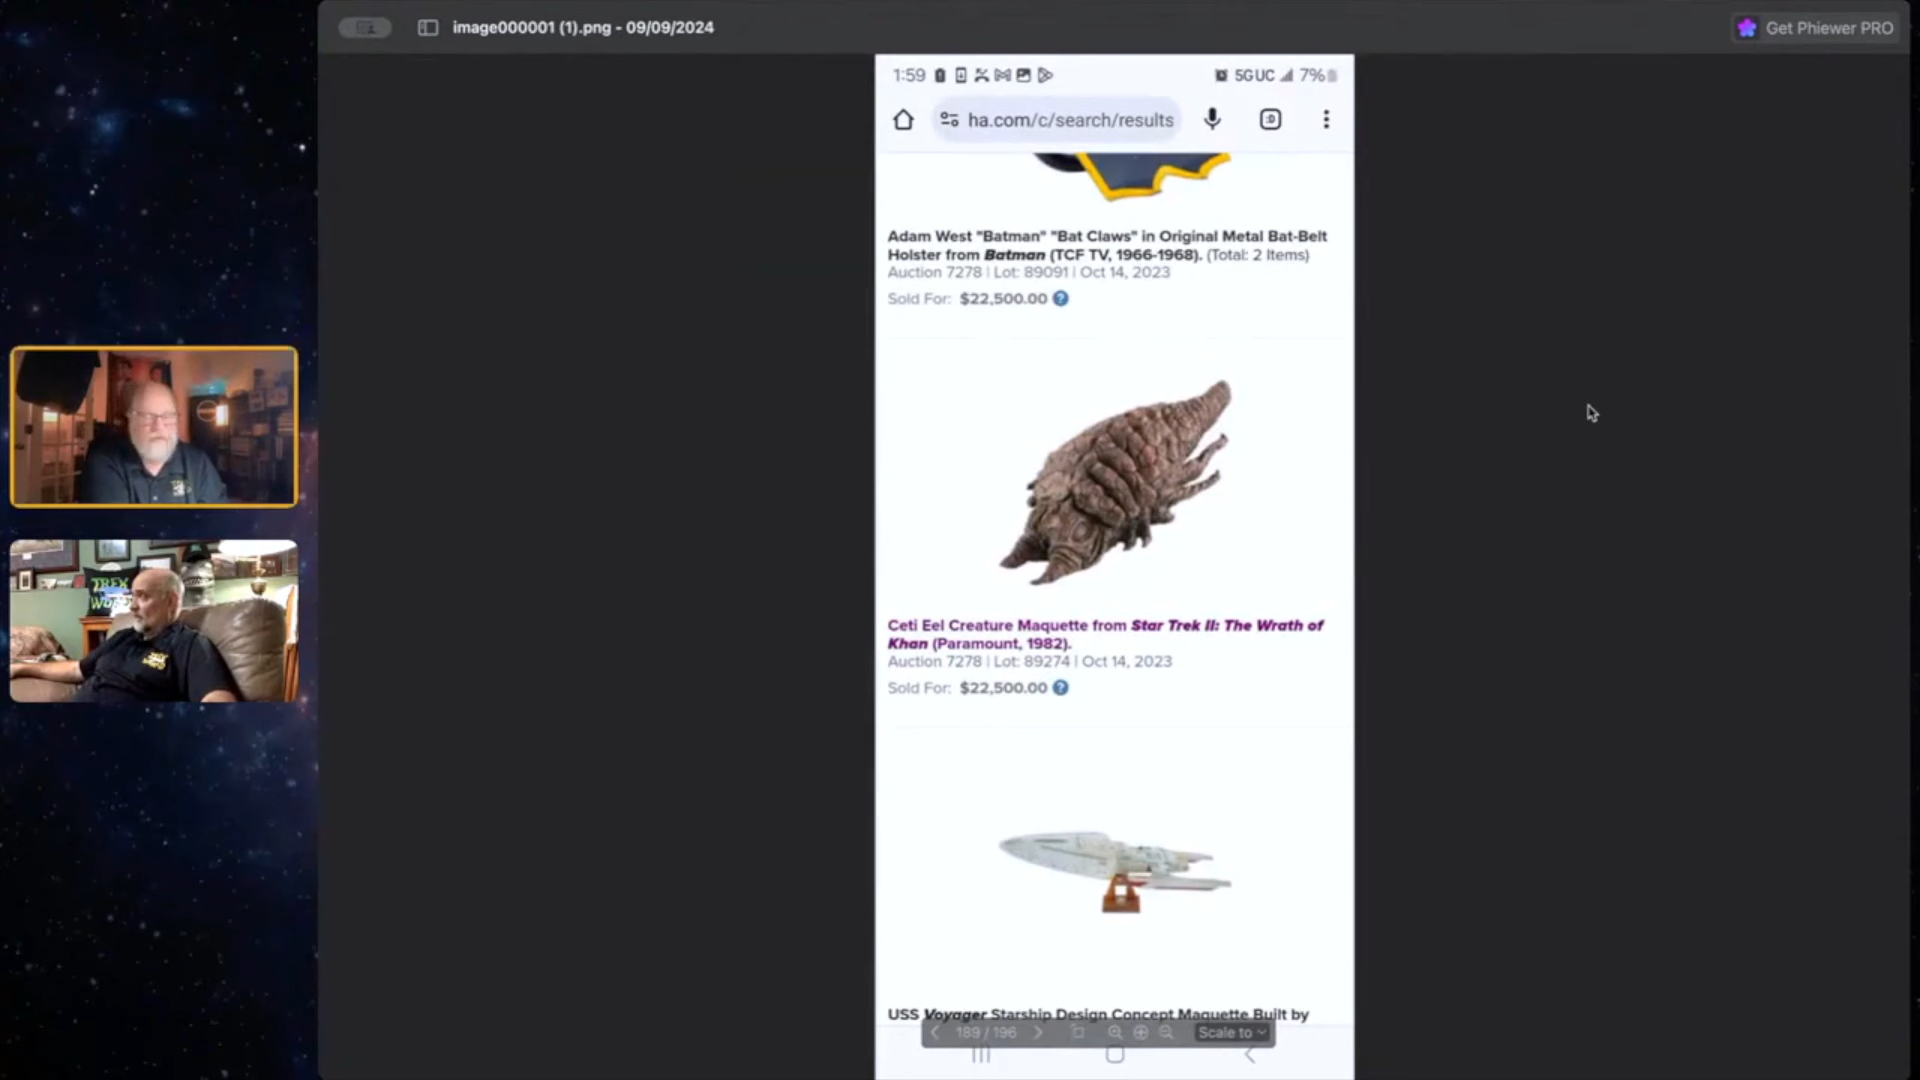 image000001 (1).png - 09/09/2024
Get Phiewer PRO
1:59
5GUC
7%
ha.com/c/search/results
:D
Adam West "Batman" "Bat Claws" in Original Metal Bat-Belt
Holster from Batman (TCF TV, 1966-1968). (Total: 2 Items)
Auction 7278 | Lot: 89091 | Oct 14, 2023
Sold For: $22,500.00 ?
Ceti Eel Creature Maquette from Star Trek II: The Wrath of
Khan (Paramount, 1982).
Auction 7278 | Lot: 89274 | Oct 14, 2023
Sold For: $22,500.00 ?
USS Voyager Starship Design Concept Maquette Built by
189 / 196
Scale to
TREK